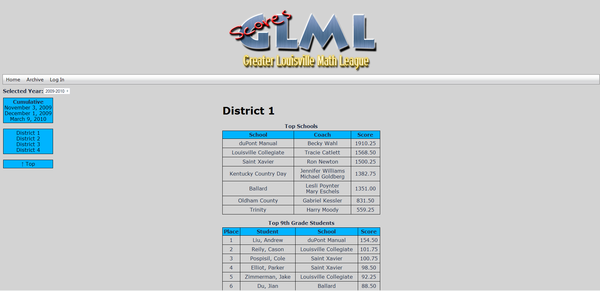 Scores
GLML
Greater Louisville Math League
Home Archive Log In
Selected Year: 2009-2010
Cumulative
November 3, 2009
December 1, 2009
March 9, 2010
District 1
District 2
District 3
District 4
↑ Top
District 1
Top Schools
School Coach Score
duPont Manual Becky Wahl 1910.25
Louisville Collegiate Tracie Catlett 1568.50
Saint Xavier Ron Newton 1500.25
Kentucky Country Day Jennifer Williams 1382.75
Michael Goldberg
Ballard Lesli Poynter 1351.00
Mary Eschels
Oldham County Gabriel Kessler 831.50
Trinity Harry Moody 559.25
Top 9th Grade Students
Place Student School Score
1 Liu, Andrew duPont Manual 154.50
2 Reily, Cason Louisville Collegiate 101.75
3 Pospisil, Cole Saint Xavier 100.75
4 Elliot, Parker Saint Xavier 98.50
5 Zimmerman, Jake Louisville Collegiate 92.25
6 Du, Jian Ballard 88.50